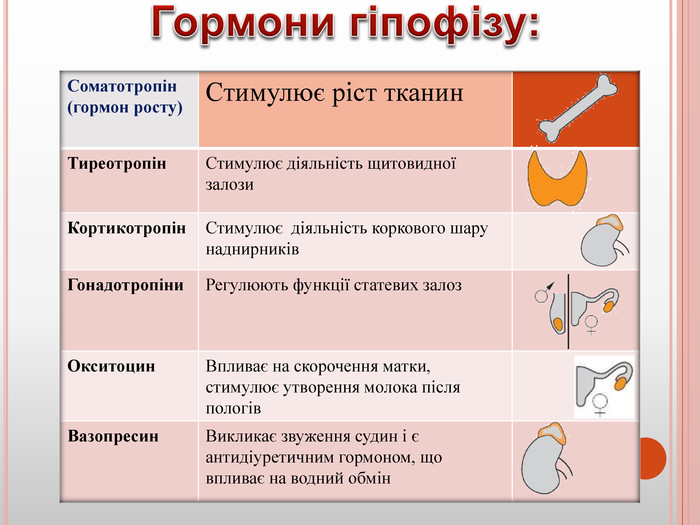 Гормони гіпофізу:
Соматотропін
(гормон росту)
Стимулює ріст тканин
Тиреотропін
Стимулює діяльність щитовидної
залози
Кортикотропін
Стимулює діяльність коркового шару
наднирників
Гонадотропіни
Регулюють функції статевих залоз
Окситоцин
Впливає на скорочення матки,
стимулює утворення молока після
пологів
Вазопресин
Викликає звуження судин і є
антидіуретичним гормоном, що
впливає на водний обмін